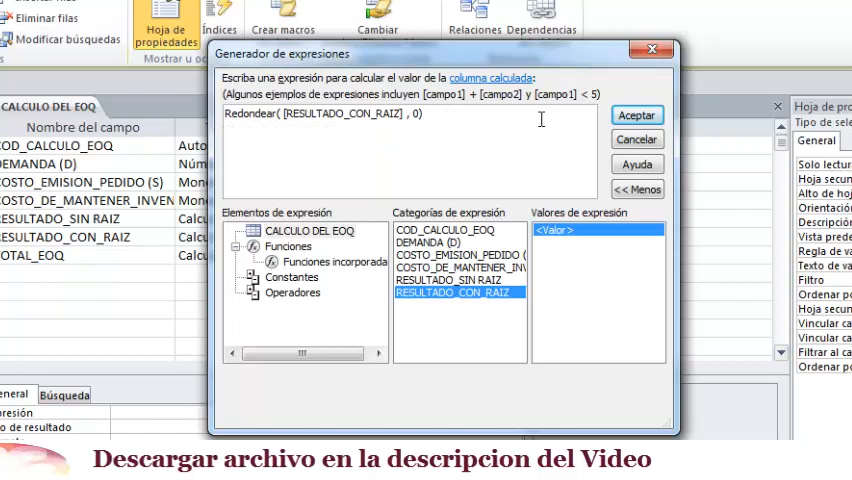 Eliminar filas
Modificar búsquedas
Hoja de
propiedades
Índices
Crear macros
Cambiar
Relaciones
Dependencias
Mostrar u oc
Generador de expresiones
Escriba una expresión para calcular el valor de la columna calculada:
(Algunos ejemplos de expresiones incluyen [campo1] + [campo2] y [campo1] < 5)
Redondear( [RESULTADO_CON_RAIZ] , 0)
Aceptar
Cancelar
Ayuda
<< Menos
Elementos de expresión
CALCULO DEL EOQ
Funciones
Funciones incorporada
Constantes
Operadores
Categorías de expresión
COD_CALCULO_EOQ
DEMANDA (D)
COSTO_EMISION_PEDIDO (
COSTO_DE_MANTENER_INV
RESULTADO_SIN RAIZ
RESULTADO_CON_RAIZ
Valores de expresión
<Valor>
CALCULO DEL EOQ
Nombre del campo
COD_CALCULO_EOQ Auto
DEMANDA (D) Núm
COSTO_EMISION_PEDIDO (S) Mone
COSTO_DE_MANTENER_INVEN Mone
RESULTADO_SIN RAIZ Calcu
RESULTADO_CON_RAIZ Calcu
TOTAL_EOQ Calcu
eneral Búsqueda
xpresión
po de resultado
Hoja de pro
Tipo de sele
General
Solo lectura
Hoja secun
Alto de hoj
Orientación
Descripción
Vista prede
Regla de va
Texto de va
Filtro
Ordenar po
Hoja secun
Vincular ca
Vincular ca
Filtrar al ca
Ordenar po
Descargar archivo en la descripcion del Video